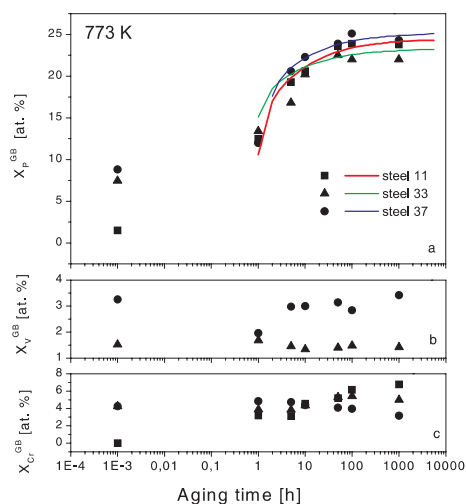 773 K
25
20
15
10
5
0
X_P^GB [at. %]
steel 11
steel 33
steel 37
a
4
3
2
1
X_V^GB [at. %]
b
8
6
4
2
0
X_Cr^GB [at. %]
c
1E-4 1E-3 0,01 0,1 1 10 100 1000 10000
Aging time [h]